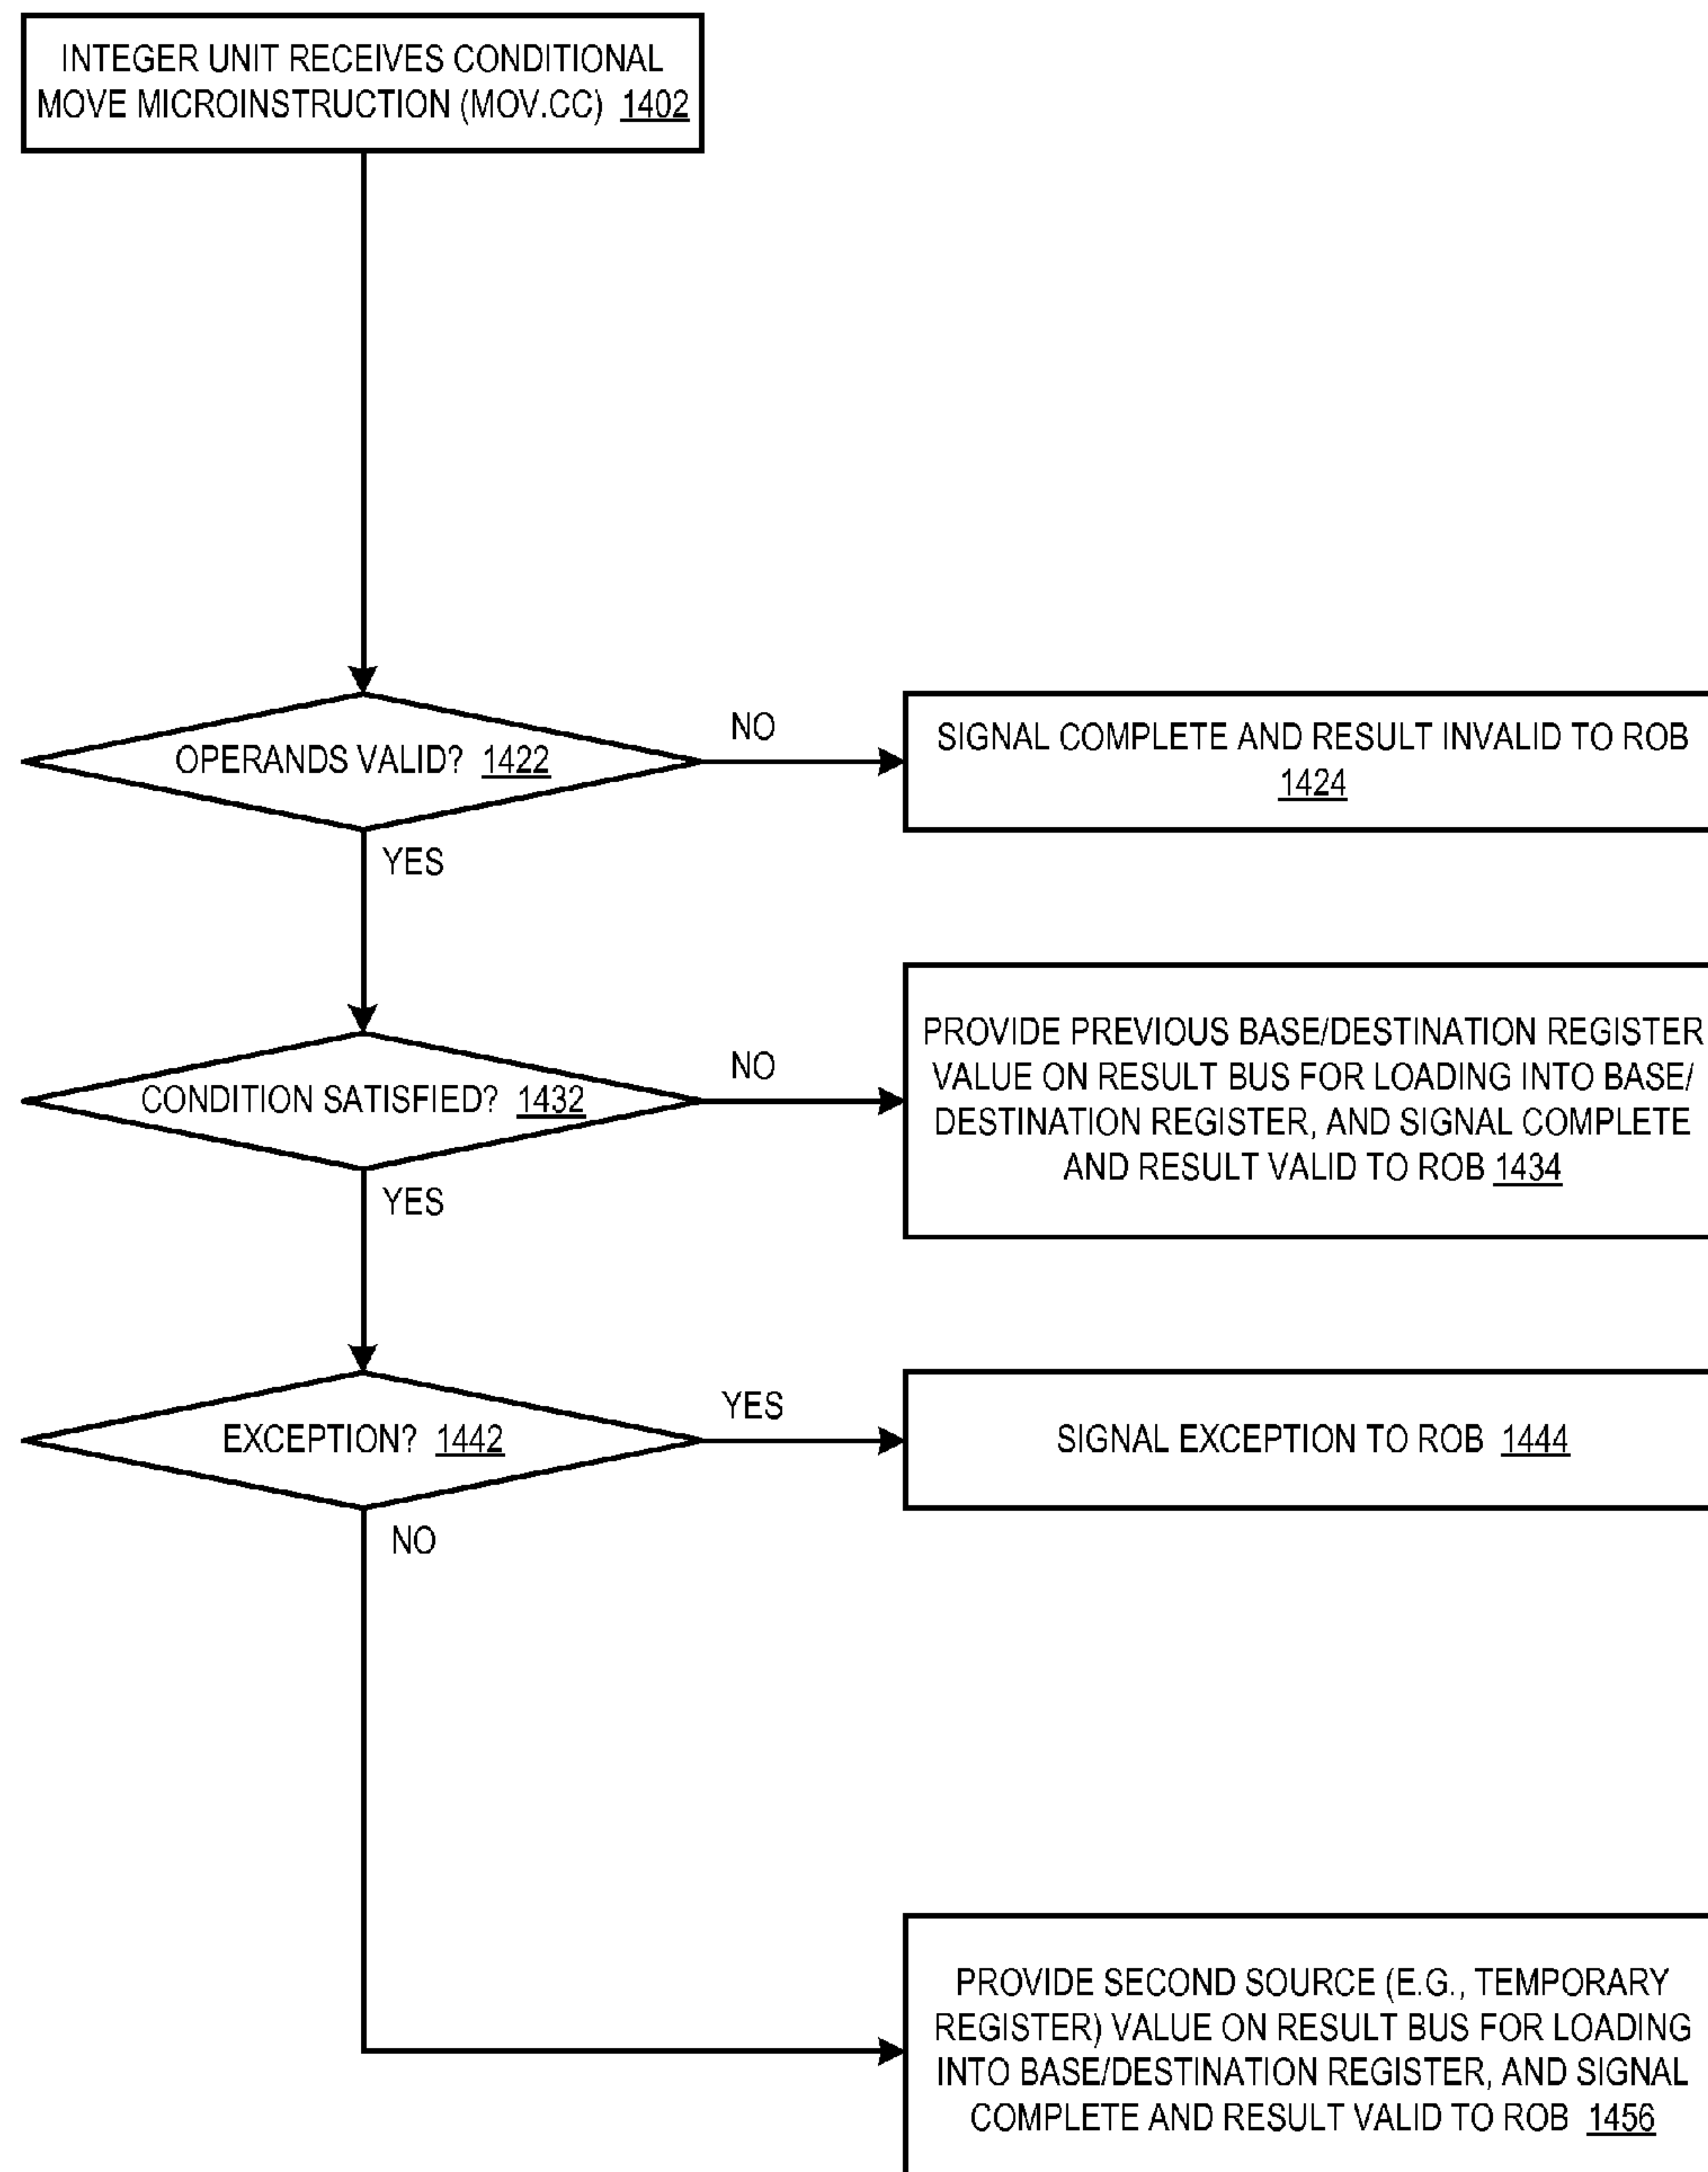 INTEGER UNIT RECEIVES CONDITIONAL
MOVE MICROINSTRUCTION (MOV.CC) 1402
OPERANDS VALID? 1422
NO
SIGNAL COMPLETE AND RESULT INVALID TO ROB
1424
YES
CONDITION SATISFIED? 1432
NO
PROVIDE PREVIOUS BASE/DESTINATION REGISTER
VALUE ON RESULT BUS FOR LOADING INTO BASE/
DESTINATION REGISTER, AND SIGNAL COMPLETE
AND RESULT VALID TO ROB 1434
YES
EXCEPTION? 1442
YES
SIGNAL EXCEPTION TO ROB 1444
NO
PROVIDE SECOND SOURCE (E.G., TEMPORARY
REGISTER) VALUE ON RESULT BUS FOR LOADING
INTO BASE/DESTINATION REGISTER, AND SIGNAL
COMPLETE AND RESULT VALID TO ROB 1456